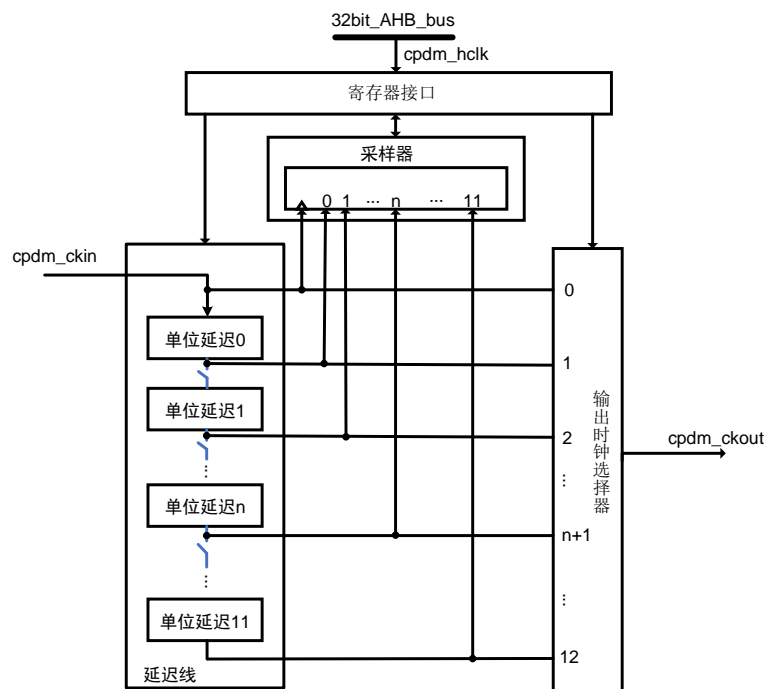 32bit_AHB_bus
cpdm_hclk
寄存器接口
采样器
0 1 ... n ... 11
cpdm_ckin
0
单位延迟0
1
单位延迟1
2
...
...
单位延迟n
n+1
...
...
单位延迟11
12
延迟线
输出时钟选择器
cpdm_ckout